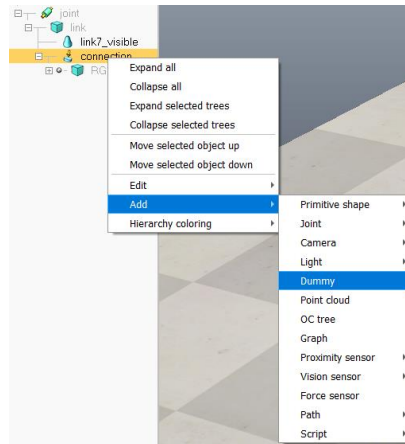 joint
link
link7_visible
connection
RG
Expand all
Collapse all
Expand selected trees
Collapse selected trees
Move selected object up
Move selected object down
Edit
Add
Hierarchy coloring
Primitive shape
Joint
Camera
Light
Dummy
Point cloud
OC tree
Graph
Proximity sensor
Vision sensor
Force sensor
Path
Script